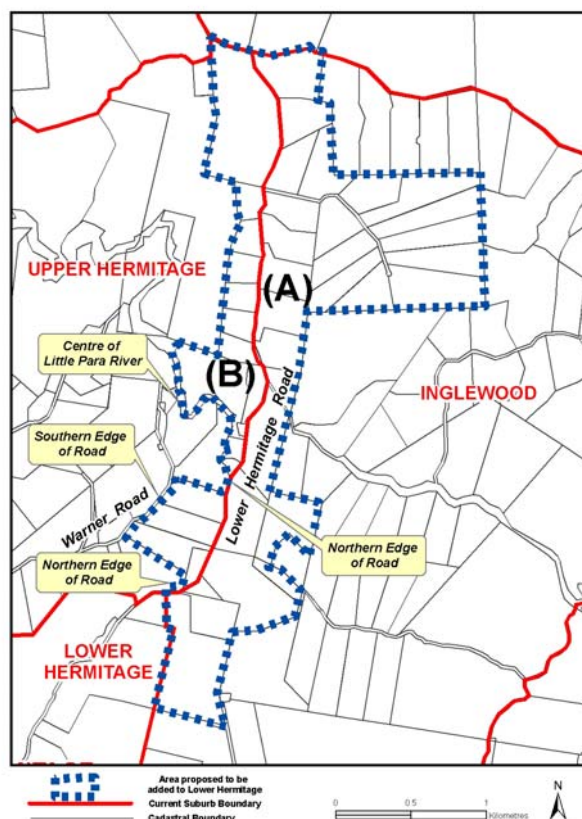 (A)
UPPER HERMITAGE
Centre of
Little Para River
(B)
INGLEWOOD
Lower Hermitage Road
Southern Edge
of Road
Warner Road
Northern Edge
of Road
Northern Edge
of Road
LOWER
HERMITAGE
Area proposed to be
added to Lower Hermitage
Current Suburb Boundary
Cadastral Boundary
N
0 0.5 1
Kilometres